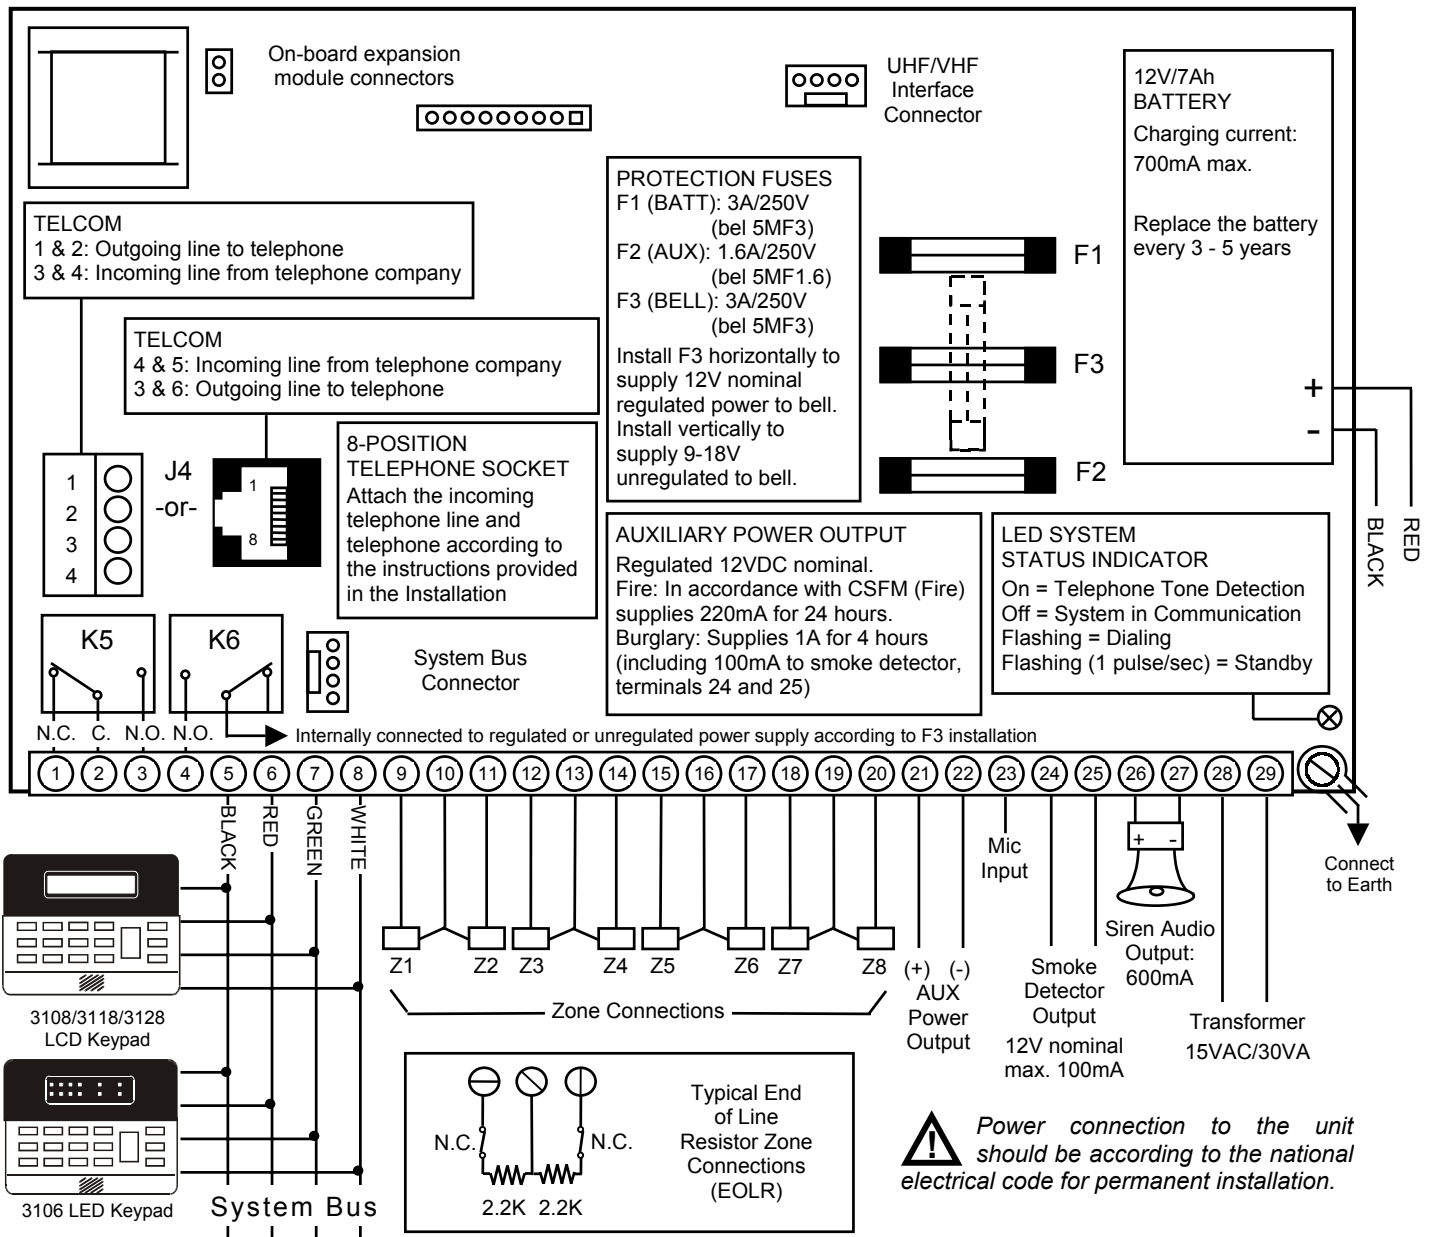 On-board expansion
module connectors
UHF/VHF
Interface
Connector
12V/7Ah
BATTERY
Charging current:
700mA max.
Replace the battery
every 3 - 5 years
+
-
RED
BLACK
TELCOM
1 & 2: Outgoing line to telephone
3 & 4: Incoming line from telephone company
TELCOM
4 & 5: Incoming line from telephone company
3 & 6: Outgoing line to telephone
PROTECTION FUSES
F1 (BATT): 3A/250V
(bel 5MF3)
F2 (AUX): 1.6A/250V
(bel 5MF1.6)
F3 (BELL): 3A/250V
(bel 5MF3)
Install F3 horizontally to
supply 12V nominal
regulated power to bell.
Install vertically to
supply 9-18V
unregulated to bell.
F1
F3
F2
1
2
3
4
J4
-or-
1
8
8-POSITION
TELEPHONE SOCKET
Attach the incoming
telephone line and
telephone according to
the instructions provided
in the Installation
AUXILIARY POWER OUTPUT
Regulated 12VDC nominal.
Fire: In accordance with CSFM (Fire)
supplies 220mA for 24 hours.
Burglary: Supplies 1A for 4 hours
(including 100mA to smoke detector,
terminals 24 and 25)
LED SYSTEM
STATUS INDICATOR
On = Telephone Tone Detection
Off = System in Communication
Flashing = Dialing
Flashing (1 pulse/sec) = Standby
K5
K6
System Bus
Connector
N.C. C. N.O. N.O.
Internally connected to regulated or unregulated power supply according to F3 installation
1 2 3 4 5 6 7 8 9 10 11 12 13 14 15 16 17 18 19 20 21 22 23 24 25 26 27 28 29
BLACK
RED
GREEN
WHITE
Mic
Input
+ -
Connect
to Earth
Z1 Z2 Z3 Z4 Z5 Z6 Z7 Z8
Zone Connections
(+) (-)
AUX
Power
Output
Smoke
Detector
Output
12V nominal
max. 100mA
Siren Audio
Output:
600mA
Transformer
15VAC/30VA
3108/3118/3128
LCD Keypad
3106 LED Keypad
System Bus
N.C.
N.C.
2.2K 2.2K
Typical End
of Line
Resistor Zone
Connections
(EOLR)
!
Power connection to the unit
should be according to the national
electrical code for permanent installation.